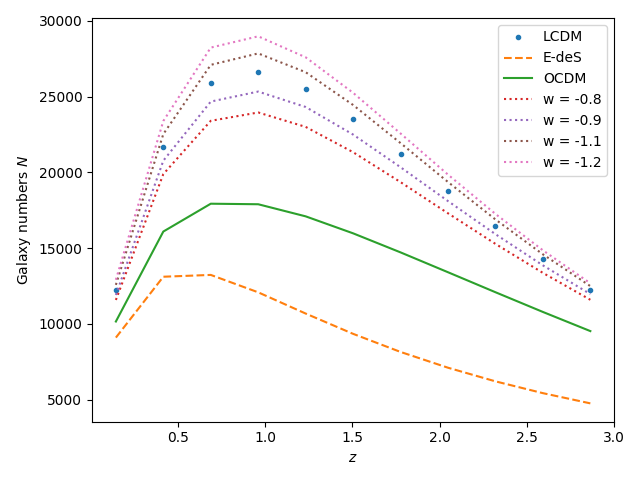 30000
25000
20000
15000
10000
5000
Galaxy numbers N
0.5
1.0
1.5
2.0
2.5
3.0
z
LCDM
E-deS
OCDM
w = -0.8
w = -0.9
w = -1.1
w = -1.2